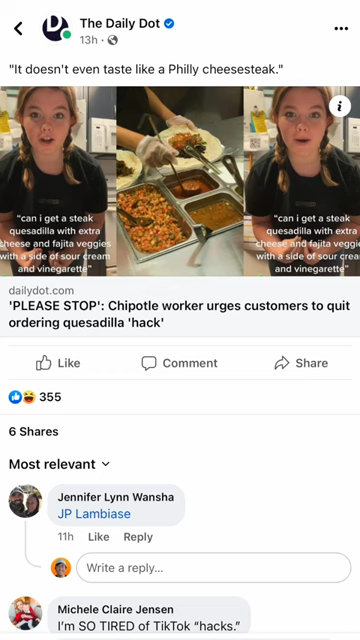 The Daily Dot
13h ·
"It doesn't even taste like a Philly cheesesteak."
"can i get a steak
quesadilla with extra
cheese and fajita veggies
with a side of sour cream
and vinegarette"
"can i get a steak
quesadilla with extra
cheese and fajita veggies
with a side of sour crea
and vinegarette"
dailydot.com
'PLEASE STOP': Chipotle worker urges customers to quit
ordering quesadilla 'hack'
Like Comment Share
355
6 Shares
Most relevant
Jennifer Lynn Wansha
JP Lambiase
11h Like Reply
Write a reply...
Michele Claire Jensen
I'm SO TIRED of TikTok "hacks."